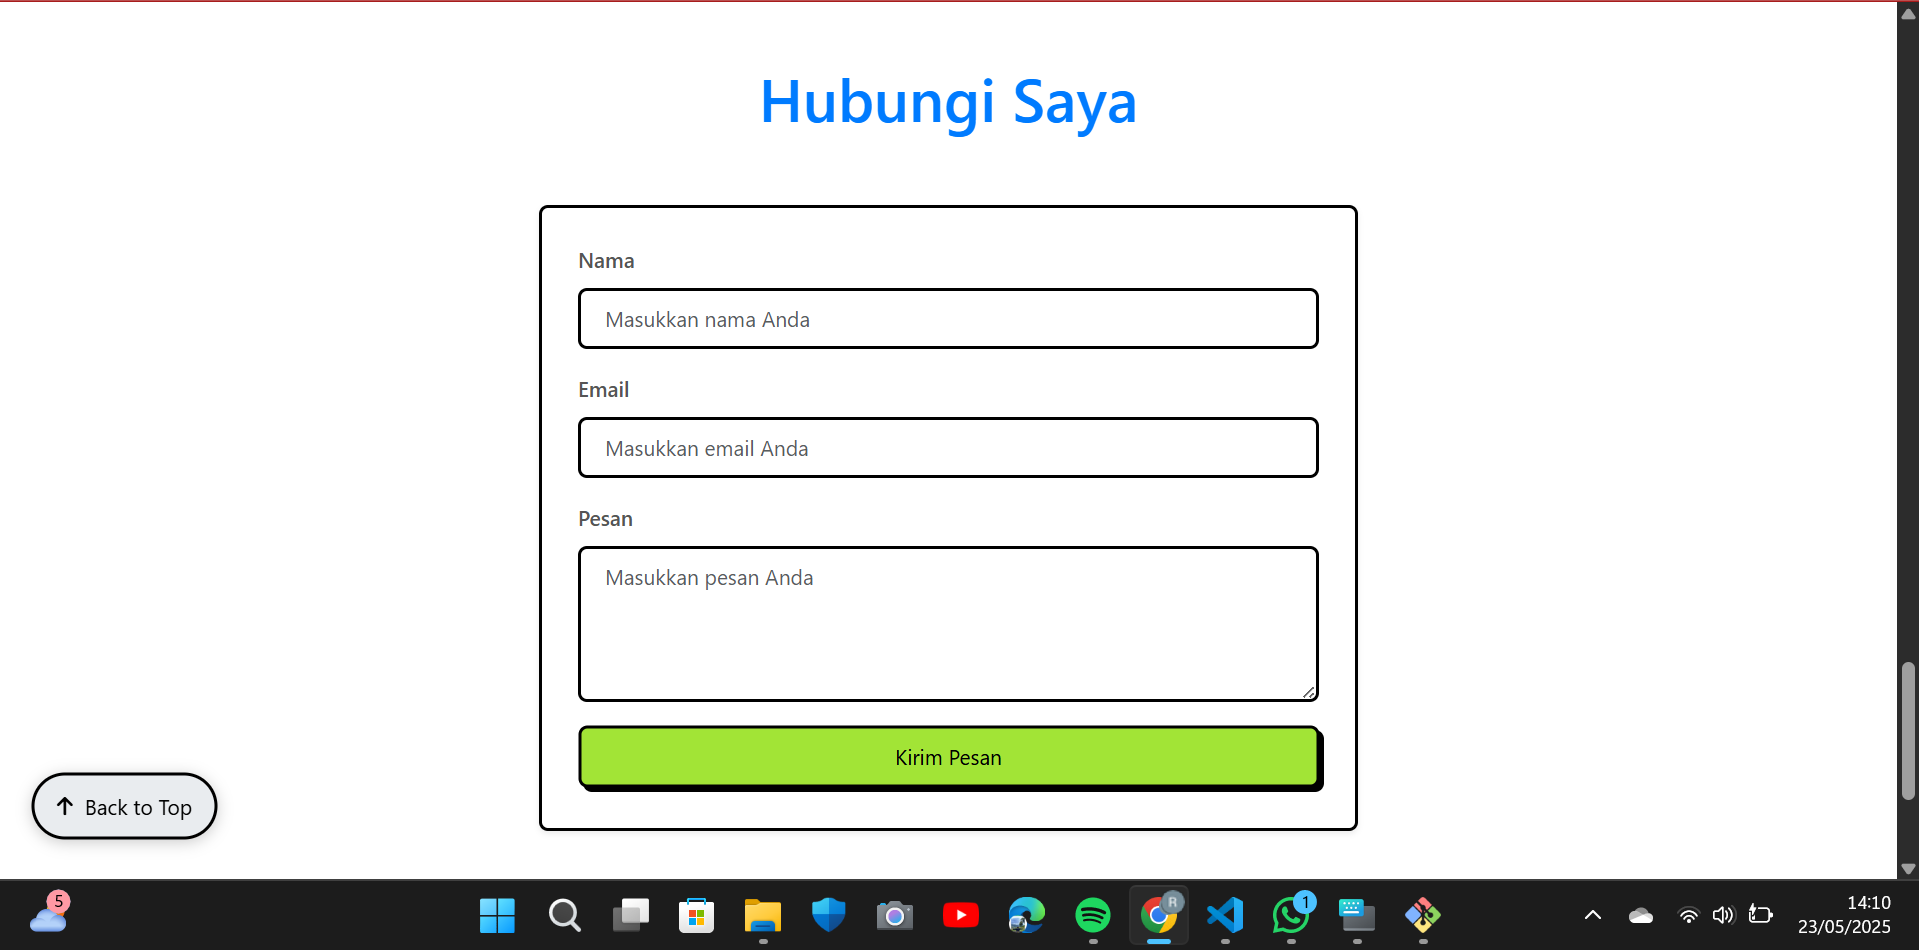 Hubungi Saya
Nama
Masukkan nama Anda
Email
Masukkan email Anda
Pesan
Masukkan pesan Anda
Kirim Pesan
Back to Top
5
R
1
14:10
23/05/2025